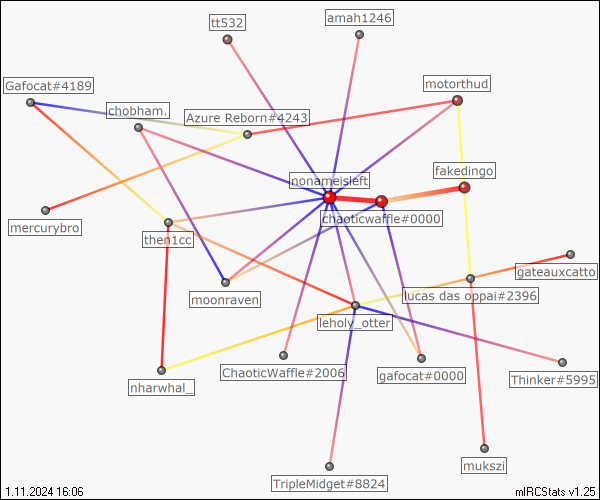 amah1246
tt532
Gafocat#4189
motorthud
chobham.
Azure Reborn#4243
fakedingo
nonameisleft
chaoticwaffle#0000
mercurybro
then1cc
gateauxcatto
moonraven
lucas das oppai#2396
leholy_otter
ChaoticWaffle#2006
gafocat#0000
Thinker#5995
nharwhal_
mukszi
TripleMidget#8824
1.11.2024 16:06
mIRCStats v1.25